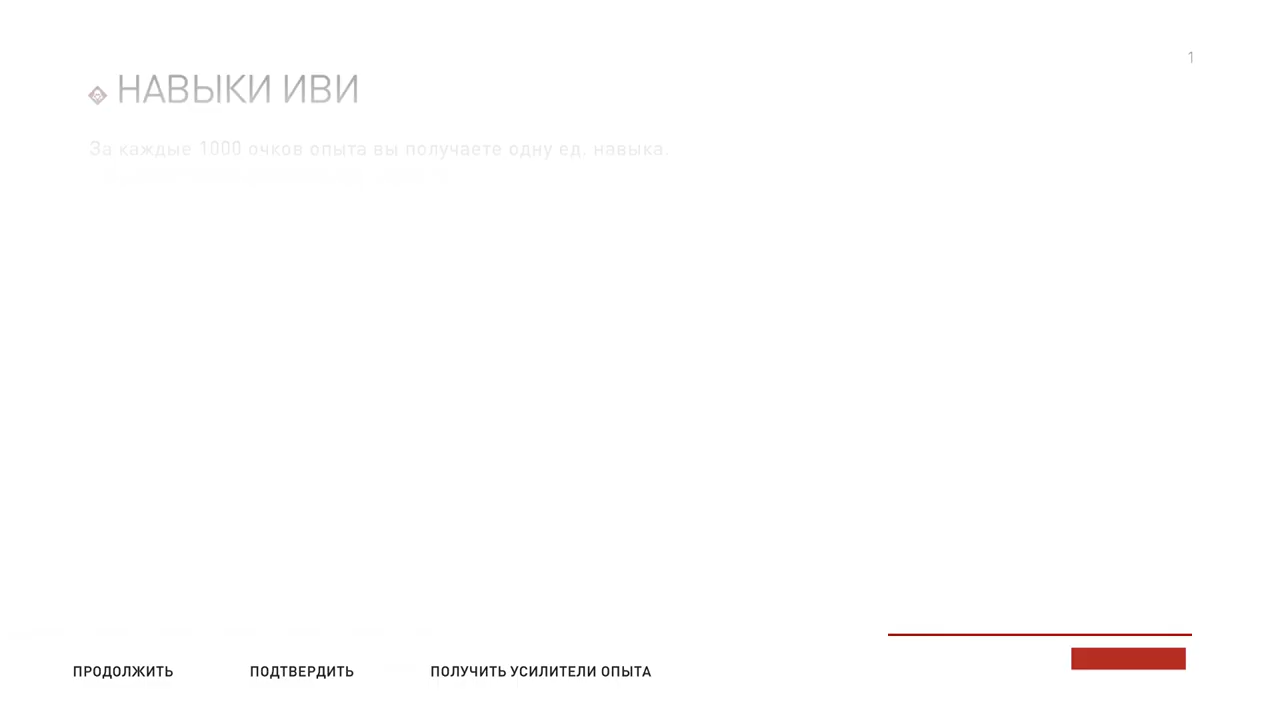 1
НАВЫКИ ИВИ
За каждые 1000 очков опыта вы получаете одну ед. навыка.
ПРОДОЛЖИТЬ ПОДТВЕРДИТЬ ПОЛУЧИТЬ УСИЛИТЕЛИ ОПЫТА